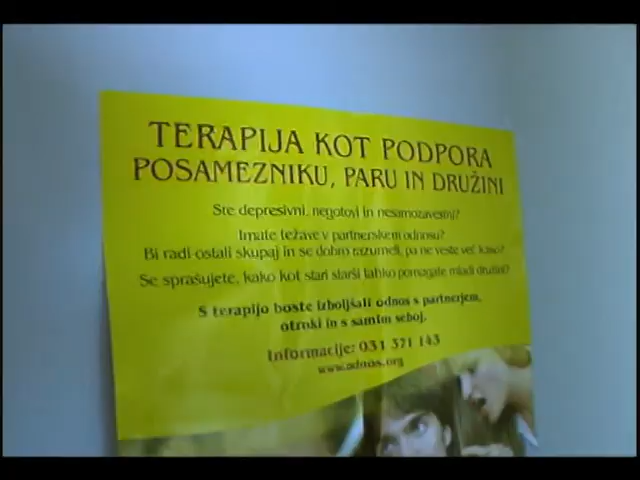 TERAPIJA KOT PODPORA
POSAMEZNIKU, PARU IN DRUŽINI
Ste depresivni, negotovi in nesamozavestni?
Imate težave v partnerskem odnosu?
Bi radi ostali skupaj in se dobro razumeli, pa ne veste več kako?
Se sprašujete, kako kot stari starši lahko pomagate mladi družini?
S terapijo boste izboljšali odnos s partnerjem,
otroki in s samim seboj.
Informacije: 031 371 143
www.odnos.org